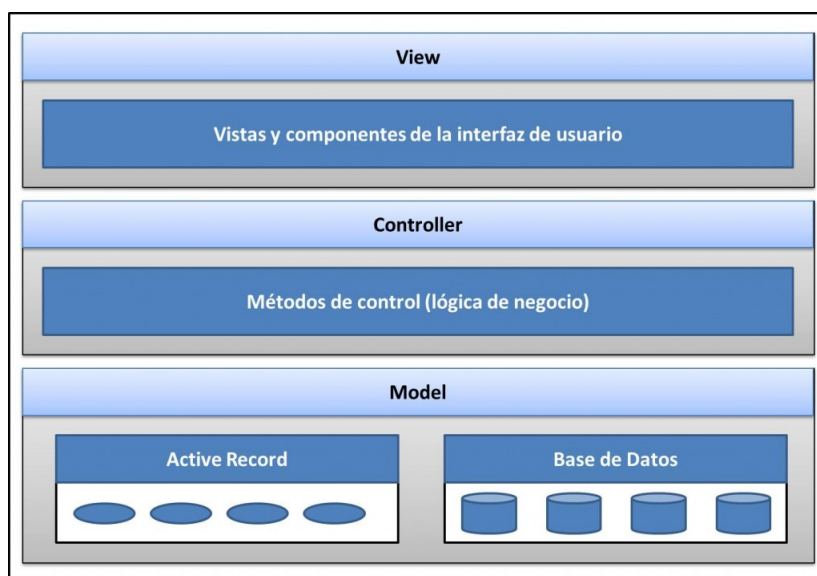 View
Vistas y componentes de la interfaz de usuario
Controller
Métodos de control (lógica de negocio)
Model
Active Record
Base de Datos